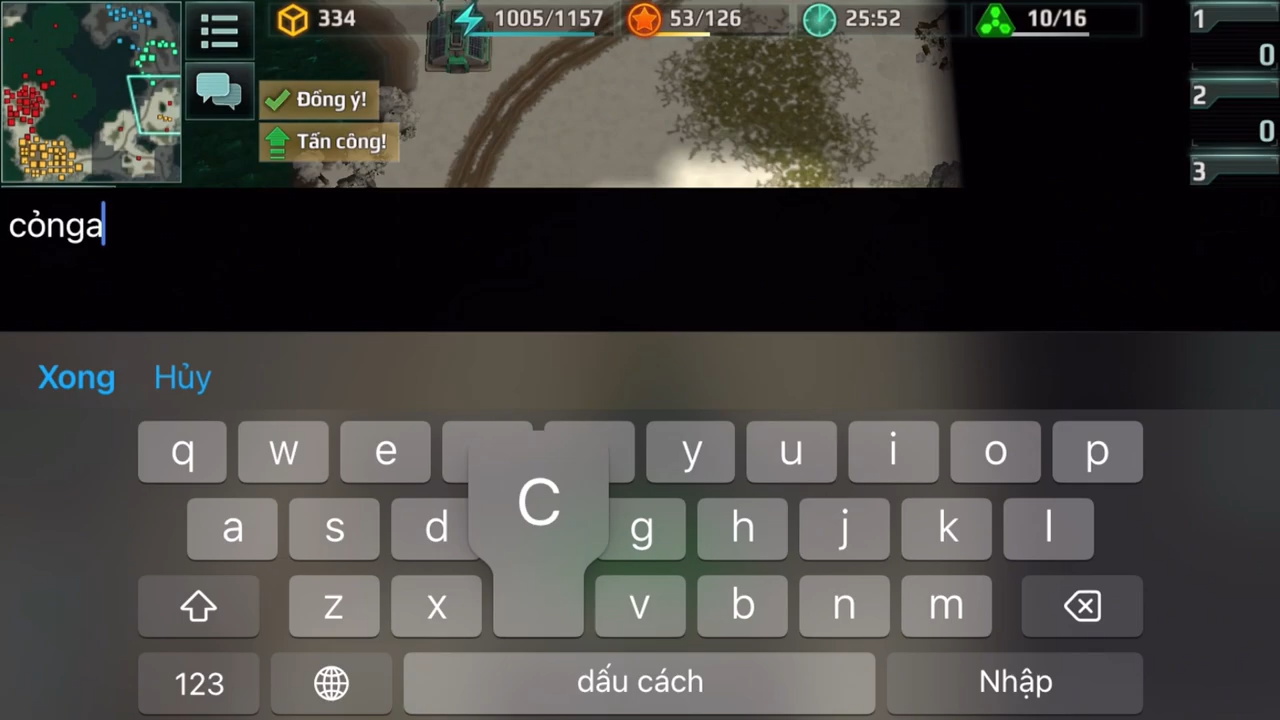 334
1005/1157
53/126
25:52
10/16
1
0
2
0
3
Đồng ý!
Tấn công!
cỏnga
Xong Hủy
q w e y u i o p
a s d C g h j k l
z x v b n m
123 dấu cách Nhập